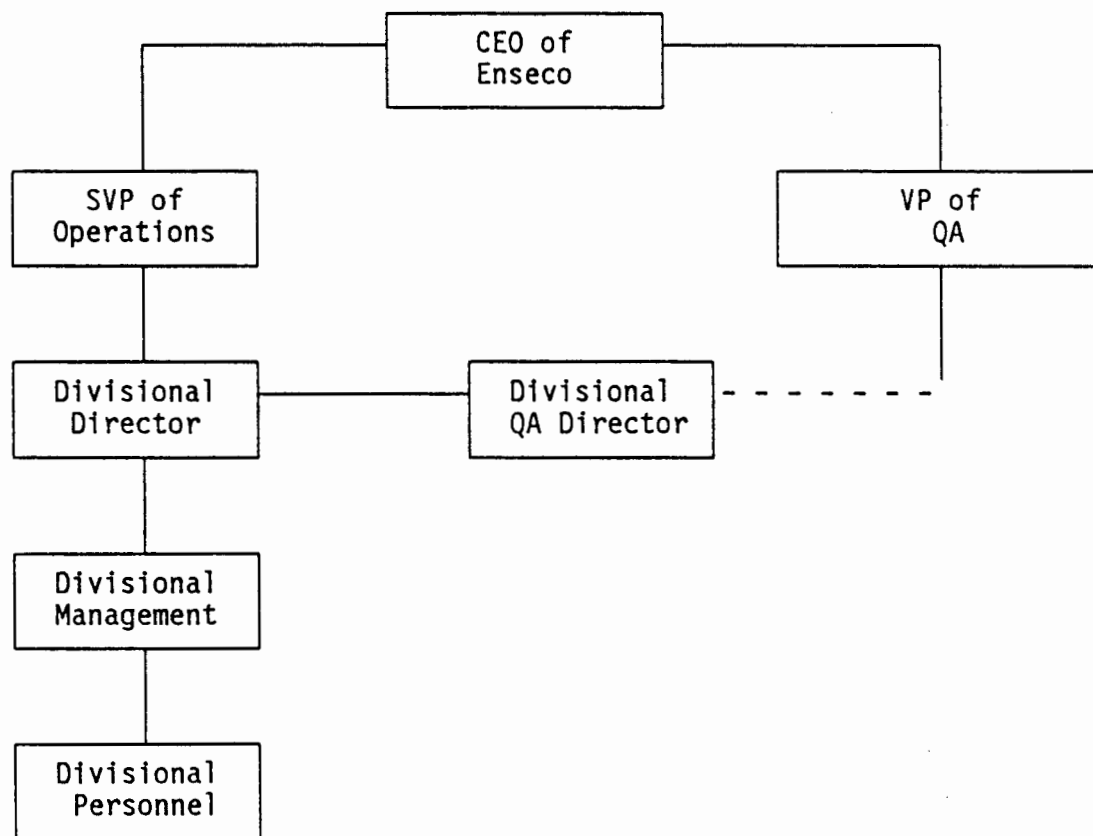 CEO of
Enseco
SVP of
Operations
VP of
QA
Divisional
Director
Divisional
QA Director
Divisional
Management
Divisional
Personnel